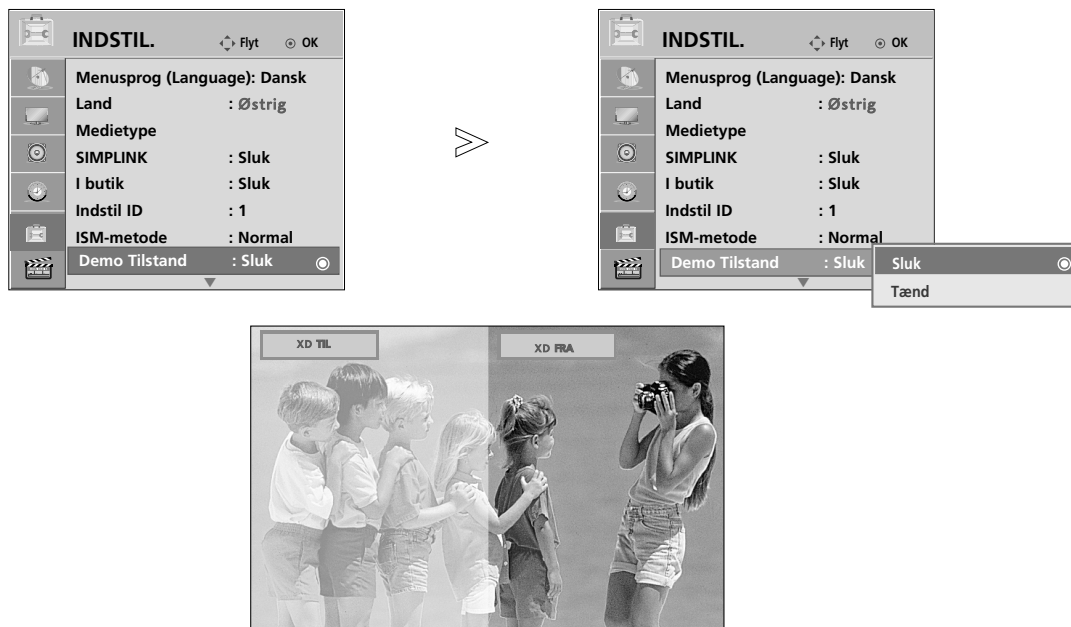 INDSTIL. Flyt OK
Menusprog (Language): Dansk
Land : Østrig
Medietype
SIMPLINK : Sluk
I butik : Sluk
Indstil ID : 1
ISM-metode : Normal
Demo Tilstand : Sluk
INDSTIL. Flyt OK
Menusprog (Language): Dansk
Land : Østrig
Medietype
SIMPLINK : Sluk
I butik : Sluk
Indstil ID : 1
ISM-metode : Normal
Demo Tilstand : Sluk
Sluk
Tænd
XD TIL
XD FRA